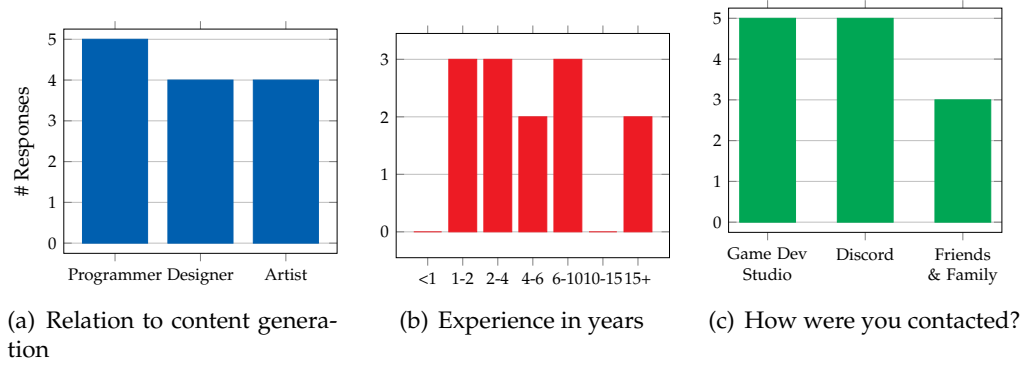 # Responses
5
4
3
2
1
0
Programmer Designer Artist
(a) Relation to content genera-
tion
3
2
1
0
<1 1-2 2-4 4-6 6-10 10-15 15+
(b) Experience in years
5
4
3
2
1
0
Game Dev
Studio
Discord
Friends
& Family
(c) How were you contacted?